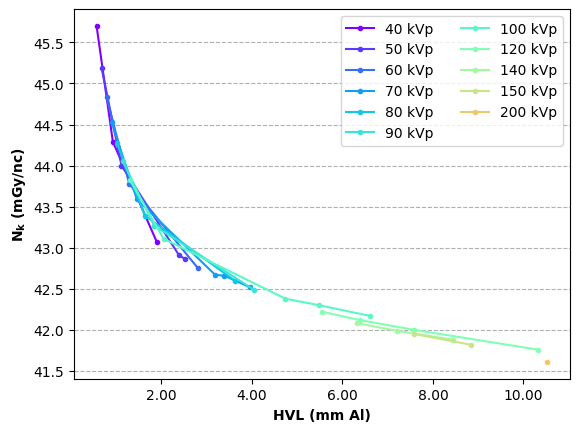 45.5
45.0
44.5
44.0
43.5
43.0
42.5
42.0
41.5
Nk (mGy/nc)
40 kVp
50 kVp
60 kVp
70 kVp
80 kVp
90 kVp
100 kVp
120 kVp
140 kVp
150 kVp
200 kVp
2.00 4.00 6.00 8.00 10.00
HVL (mm Al)